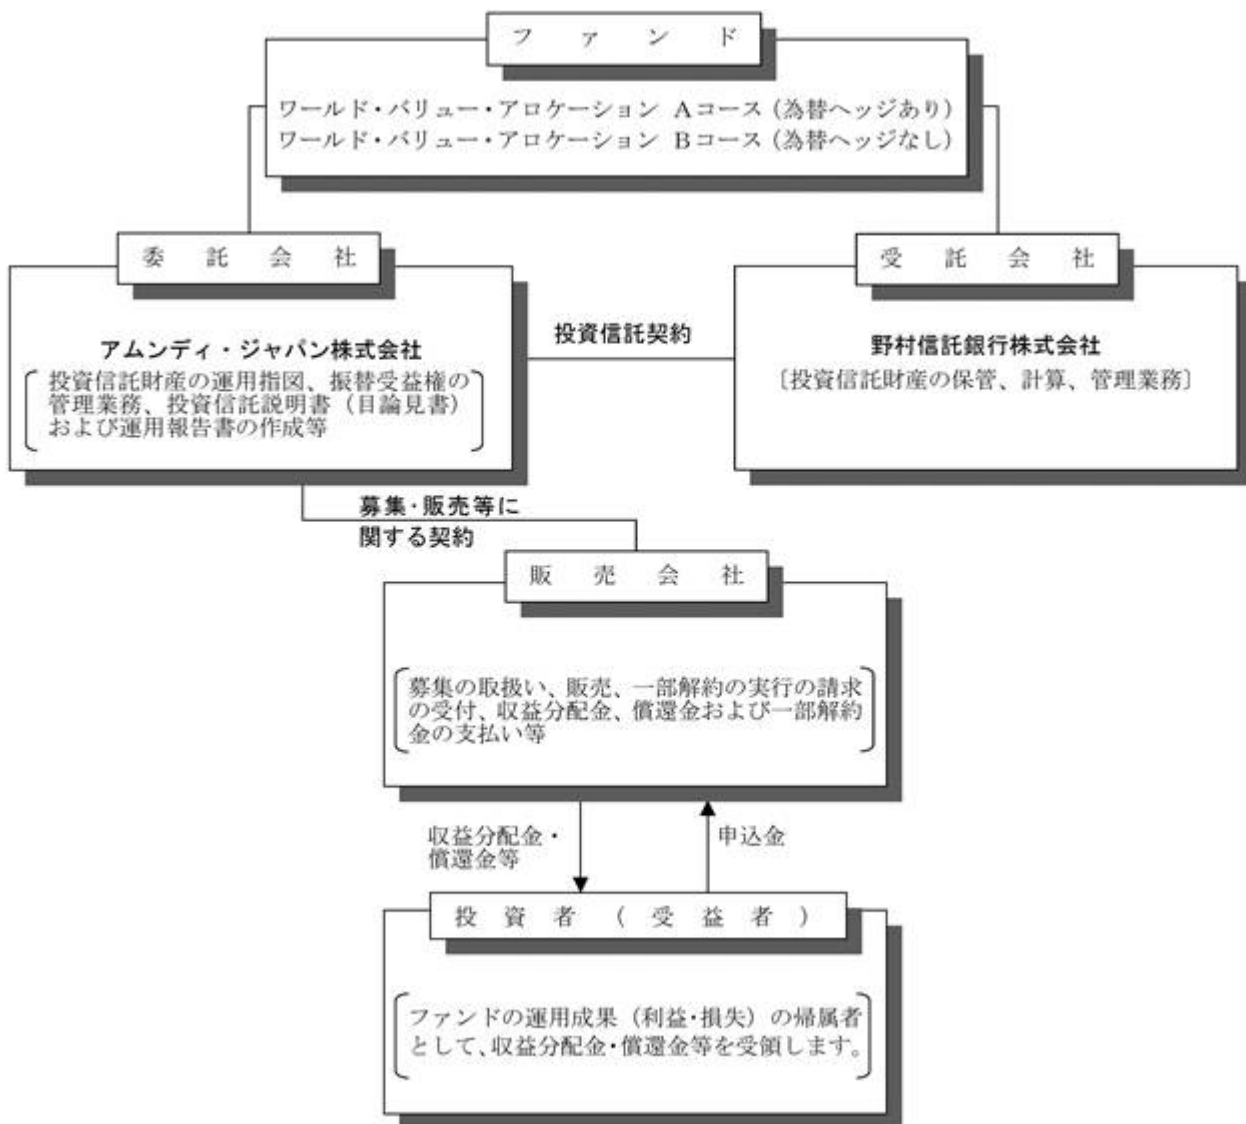 ファンド
ワールド・バリュー・アロケーション Aコース（為替ヘッジあり）
ワールド・バリュー・アロケーション Bコース（為替ヘッジなし）
委託会社
アムンディ・ジャパン株式会社
投資信託財産の運用指図、振替受益権の
管理業務、投資信託説明書（目論見書）
および運用報告書の作成等
投資信託契約
受託会社
野村信託銀行株式会社
〔投資信託財産の保管、計算、管理業務〕
募集・販売等に
関する契約
販売会社
募集の取扱い、販売、一部解約の実行の請求
の受付、収益分配金、償還金および一部解約
金の支払い等
収益分配金・
償還金等
申込金
投資者（受益者）
ファンドの運用成果（利益・損失）の帰属者
として、収益分配金・償還金等を受領します。